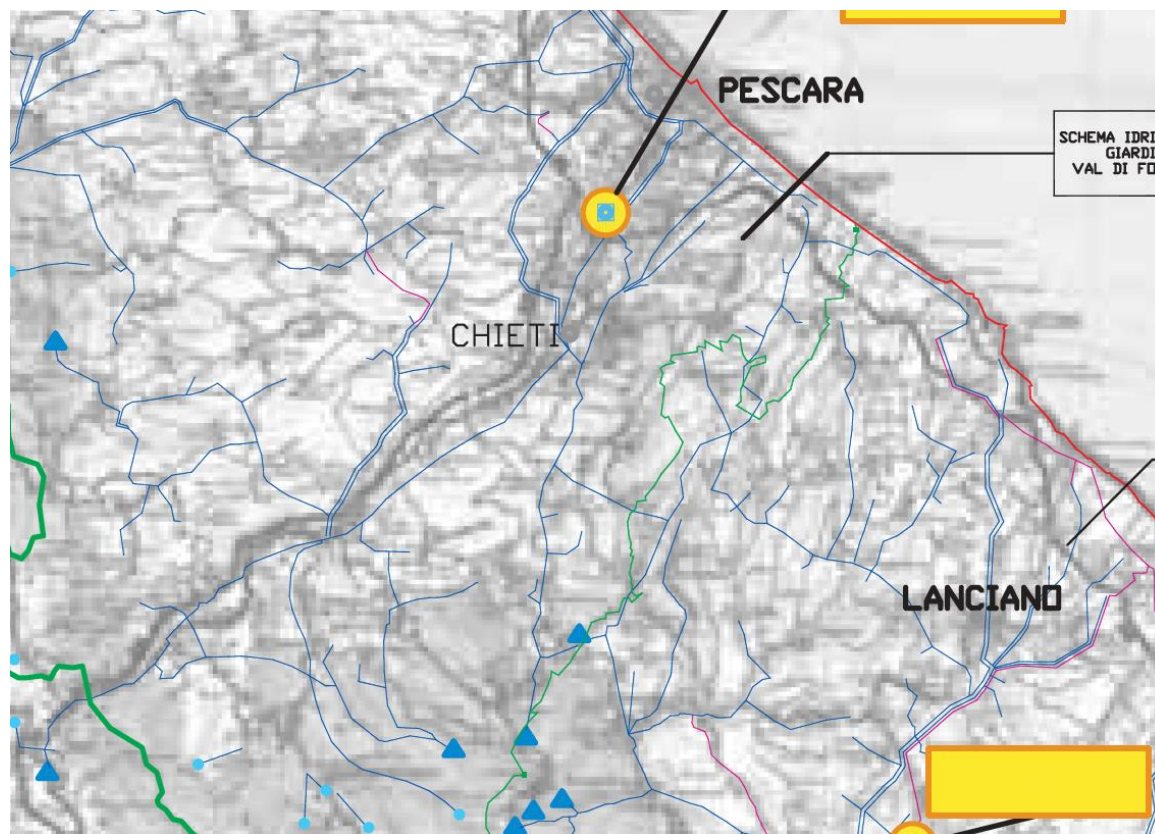 PESCARA
SCHEMA IDRI
GIARDI
VAL DI FO
CHIETI
LANCIANO